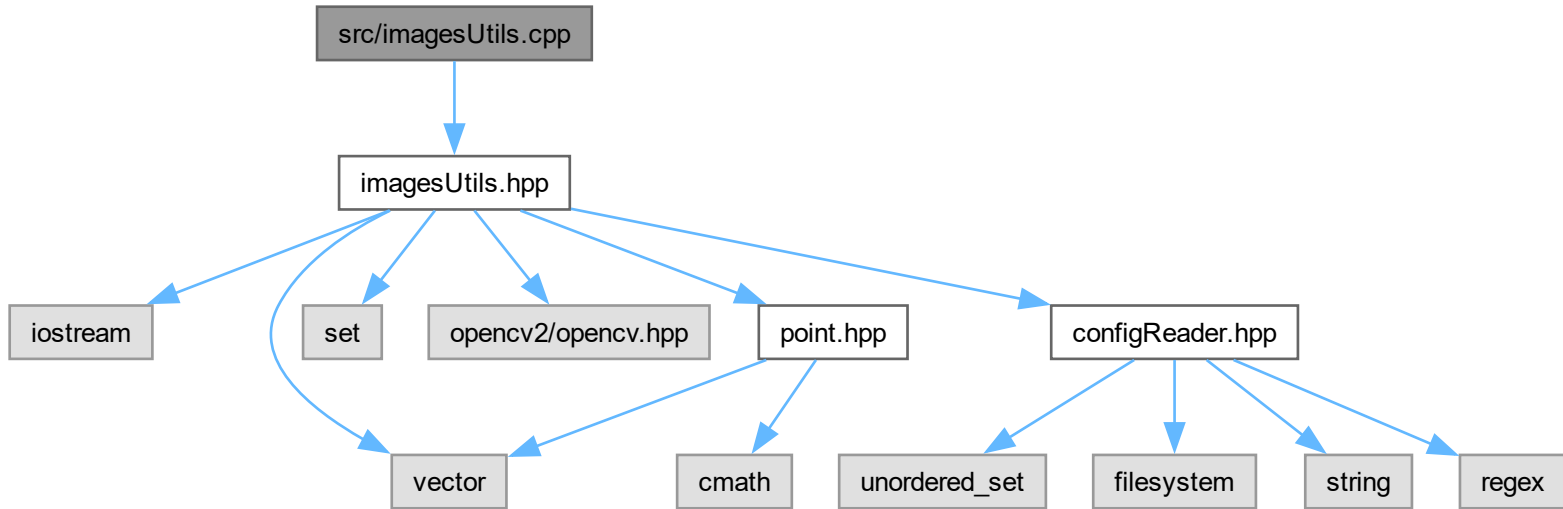 src/imagesUtils.cpp
imagesUtils.hpp
iostream
set
opencv2/opencv.hpp
point.hpp
configReader.hpp
vector
cmath
unordered_set
filesystem
string
regex